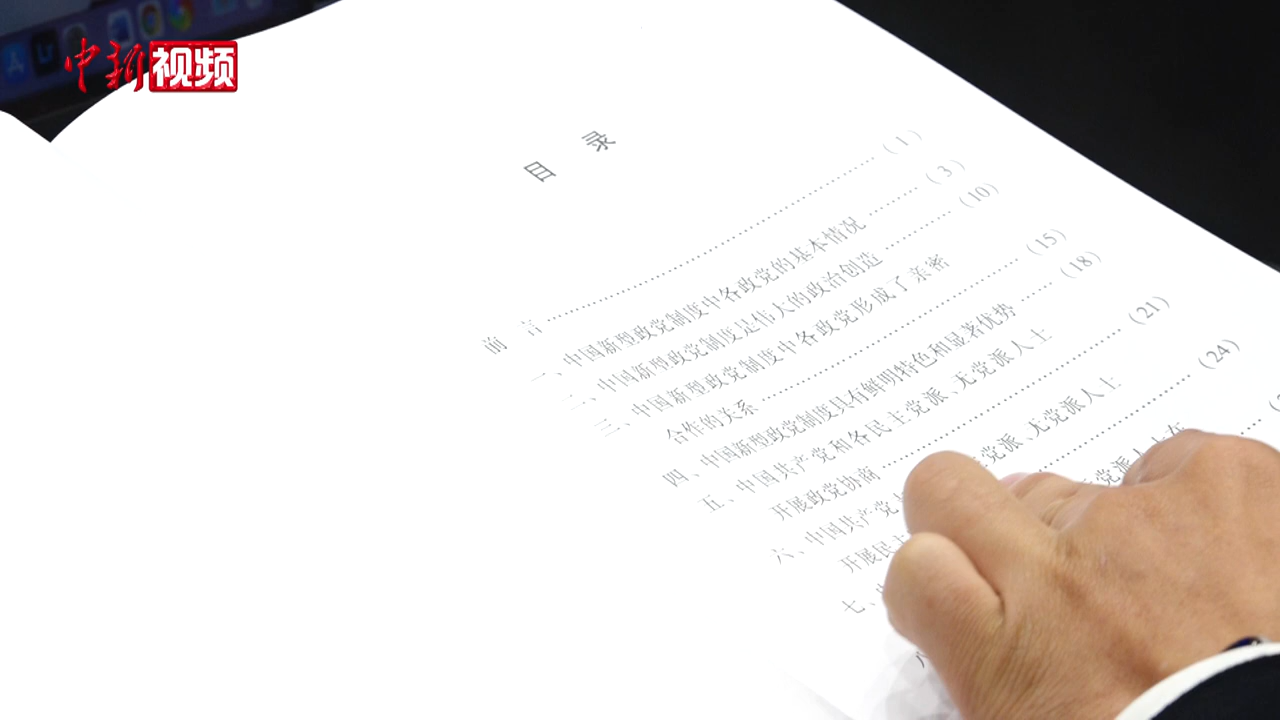 中新视频
目 录
前 言 ……………………………………………… (1)
一、中国新型政党制度中各政党的基本情况 ……… (3)
二、中国新型政党制度是伟大的政治创造 ………… (10)
三、中国新型政党制度中各政党形成了亲密
合作的关系 ……………………………………… (15)
四、中国新型政党制度具有鲜明特色和显著优势 …… (18)
五、中国共产党和各民主党派、无党派人士
开展政党协商 …………………………………… (21)
六、中国共产党 党派、无党派人士
开展民主 ………………… (24)
七、 党派人士在